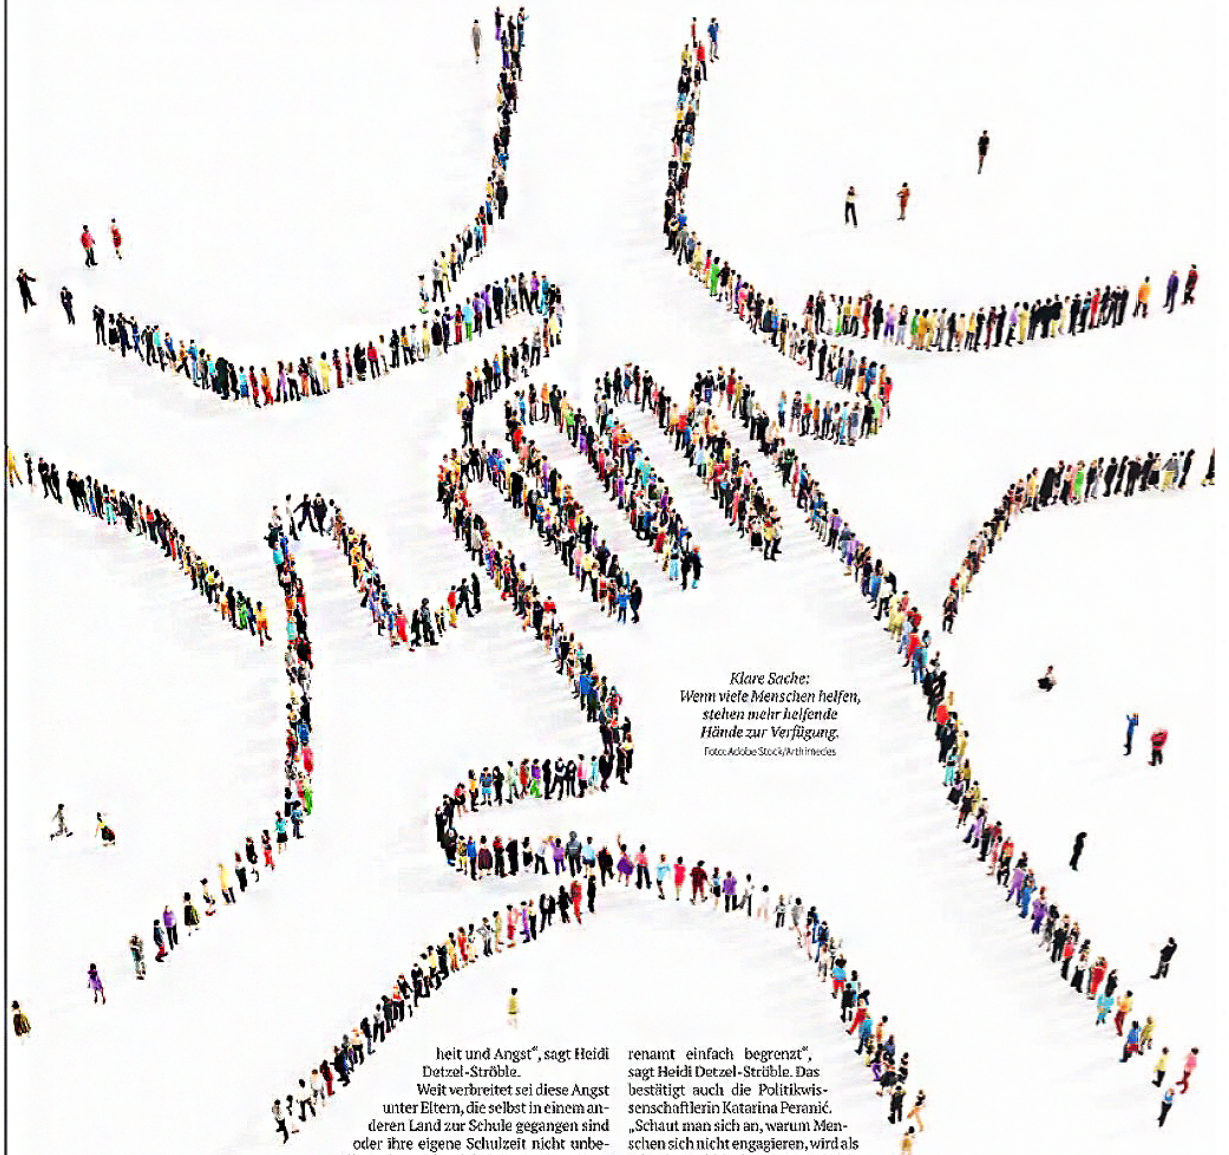 Klare Sache:
Wenn viele Menschen helfen,
stehen mehr helfende
Hände zur Verfügung.
Foto: Adobe Stock/Arthimedes
heit und Angst“, sagt Heidi
Detzel-Ströble.
Weit verbreitet sei diese Angst
unter Eltern, die selbst in einem an-
deren Land zur Schule gegangen sind
oder ihre eigene Schulzeit nicht unbe-
renamt einfach begrenzt“,
sagt Heidi Detzel-Ströble. Das
bestätigt auch die Politikwis-
senschaftlerin Katarina Peranić.
„Schaut man sich an, warum Men-
schen sich nicht engagieren, wird als